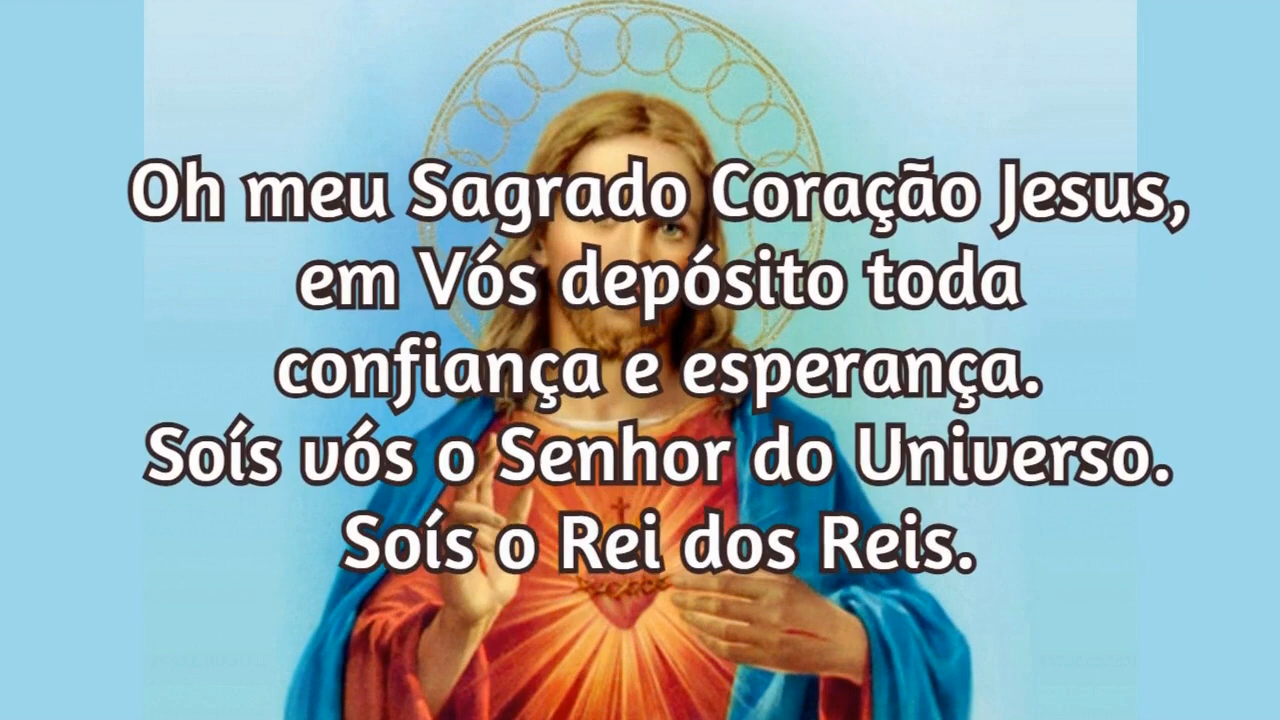 Oh meu Sagrado Coração Jesus,
em Vós depósito toda
confiança e esperança.
Soís vós o Senhor do Universo.
Soís o Rei dos Reis.